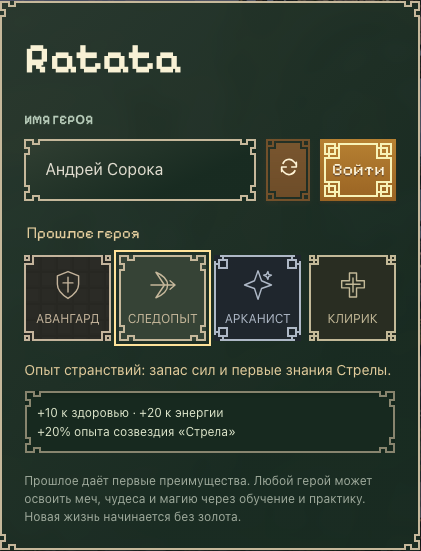 Ratata
ИМЯ ГЕРОЯ
Андрей Сорока
Войти
Прошлое героя
АВАНГАРД
СЛЕДОПЫТ
АРКАНИСТ
КЛИРИК
Опыт странствий: запас сил и первые знания Стрелы.
+10 к здоровью · +20 к энергии
+20% опыта созвездия «Стрела»
Прошлое даёт первые преимущества. Любой герой может
освоить меч, чудеса и магию через обучение и практику.
Новая жизнь начинается без золота.